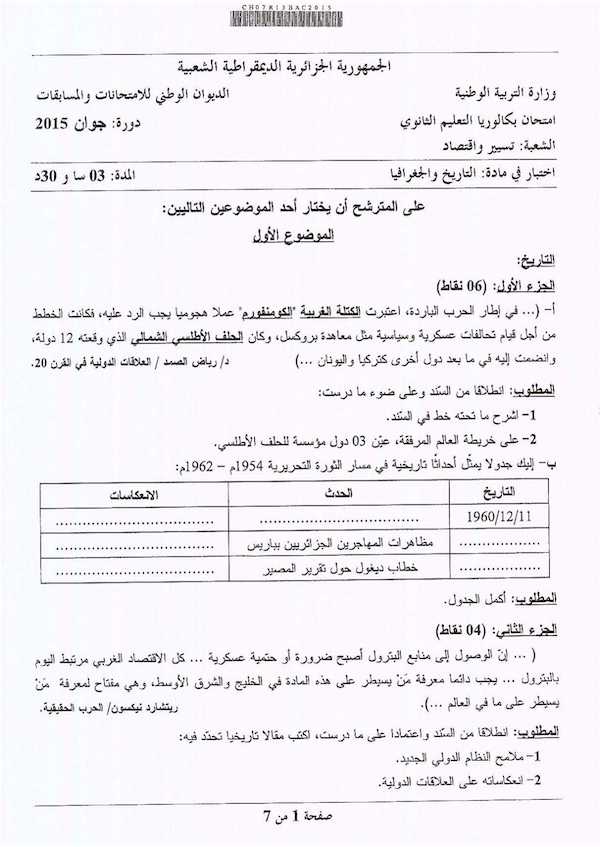 CH07R13BAC2015
الجمهورية الجزائرية الديمقراطية الشعبية
وزارة التربية الوطنية الديوان الوطني للامتحانات والمسابقات
امتحان بكالوريا التعليم الثانوي دورة: جوان 2015
الشعبة: تسيير واقتصاد
اختبار في مادة: التاريخ والجغرافيا المدة: 03 سا و 30د
على المترشح أن يختار أحد الموضوعين التاليين:
الموضوع الأول
التاريخ:
الجزء الأول: (06 نقاط)
أ- (... في إطار الحرب الباردة، اعتبرت الكتلة الغربية "الكومنفورم" عملا هجوميا يجب الرد عليه، فكانت الخطط
من أجل قيام تحالفات عسكرية وسياسية مثل معاهدة بروكسل، وكان الحلف الأطلسي الشمالي الذي وقعته 12 دولة،
وانضمت إليه في ما بعد دول أخرى كتركيا واليونان ...) د/ رياض الصمد / العلاقات الدولية في القرن 20.
المطلوب: انطلاقا من السّند وعلى ضوء ما درست:
1- اشرح ما تحته خط في السّند.
2- على خريطة العالم المرفقة، عيّن 03 دول مؤسسة للحلف الأطلسي.
ب- إليك جدولا يمثّل أحداثًا تاريخية في مسار الثورة التحريرية 1954م – 1962م:
التاريخ الحدث الانعكاسات
1960/12/11 .................................. ..................................
................. مظاهرات المهاجرين الجزائريين بباريس ..................................
................. خطاب ديغول حول تقرير المصير ..................................
المطلوب: أكمل الجدول.
الجزء الثاني: (04 نقاط)
( ... إنّ الوصول إلى منابع البترول أصبح ضرورة أو حتمية عسكرية ... كل الاقتصاد الغربي مرتبط اليوم
بالبترول ... يجب دائما معرفة مَنْ يسيطر على هذه المادة في الخليج والشرق الأوسط، وهي مفتاح لمعرفة مَنْ
يسيطر على ما في العالم ...). ريتشارد نيكسون/ الحرب الحقيقية.
المطلوب: انطلاقا من السّند واعتمادا على ما درست، اكتب مقالا تاريخيا تحدّد فيه:
1- ملامح النظام الدولي الجديد.
2- انعكاساته على العلاقات الدولية.
صفحة 1 من 7